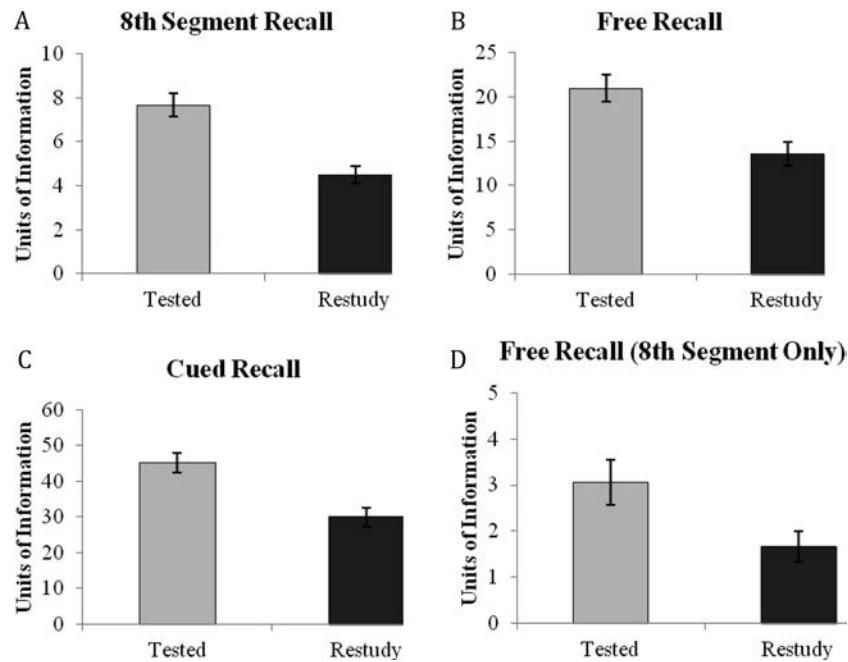 A
8th Segment Recall
Units of Information
10
8
6
4
2
0
Tested Restudy
B
Free Recall
Units of Information
25
20
15
10
5
0
Tested Restudy
C
Cued Recall
Units of Information
60
50
40
30
20
10
0
Tested Restudy
D
Free Recall (8th Segment Only)
Units of Information
5
4
3
2
1
0
Tested Restudy